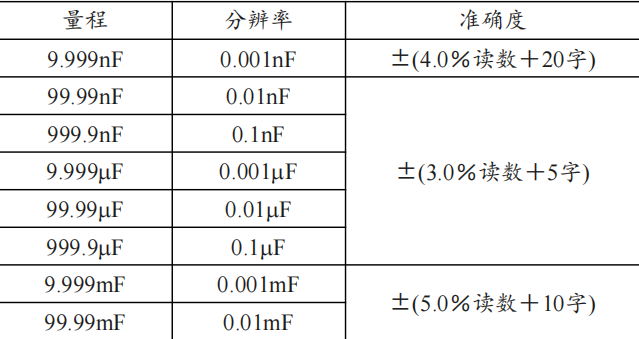 量程 分辨率 准确度
9.999nF 0.001nF ±(4.0%读数+20字)
99.99nF 0.01nF
999.9nF 0.1nF
9.999μF 0.001μF ±(3.0%读数+5字)
99.99μF 0.01μF
999.9μF 0.1μF
9.999mF 0.001mF ±(5.0%读数+10字)
99.99mF 0.01mF